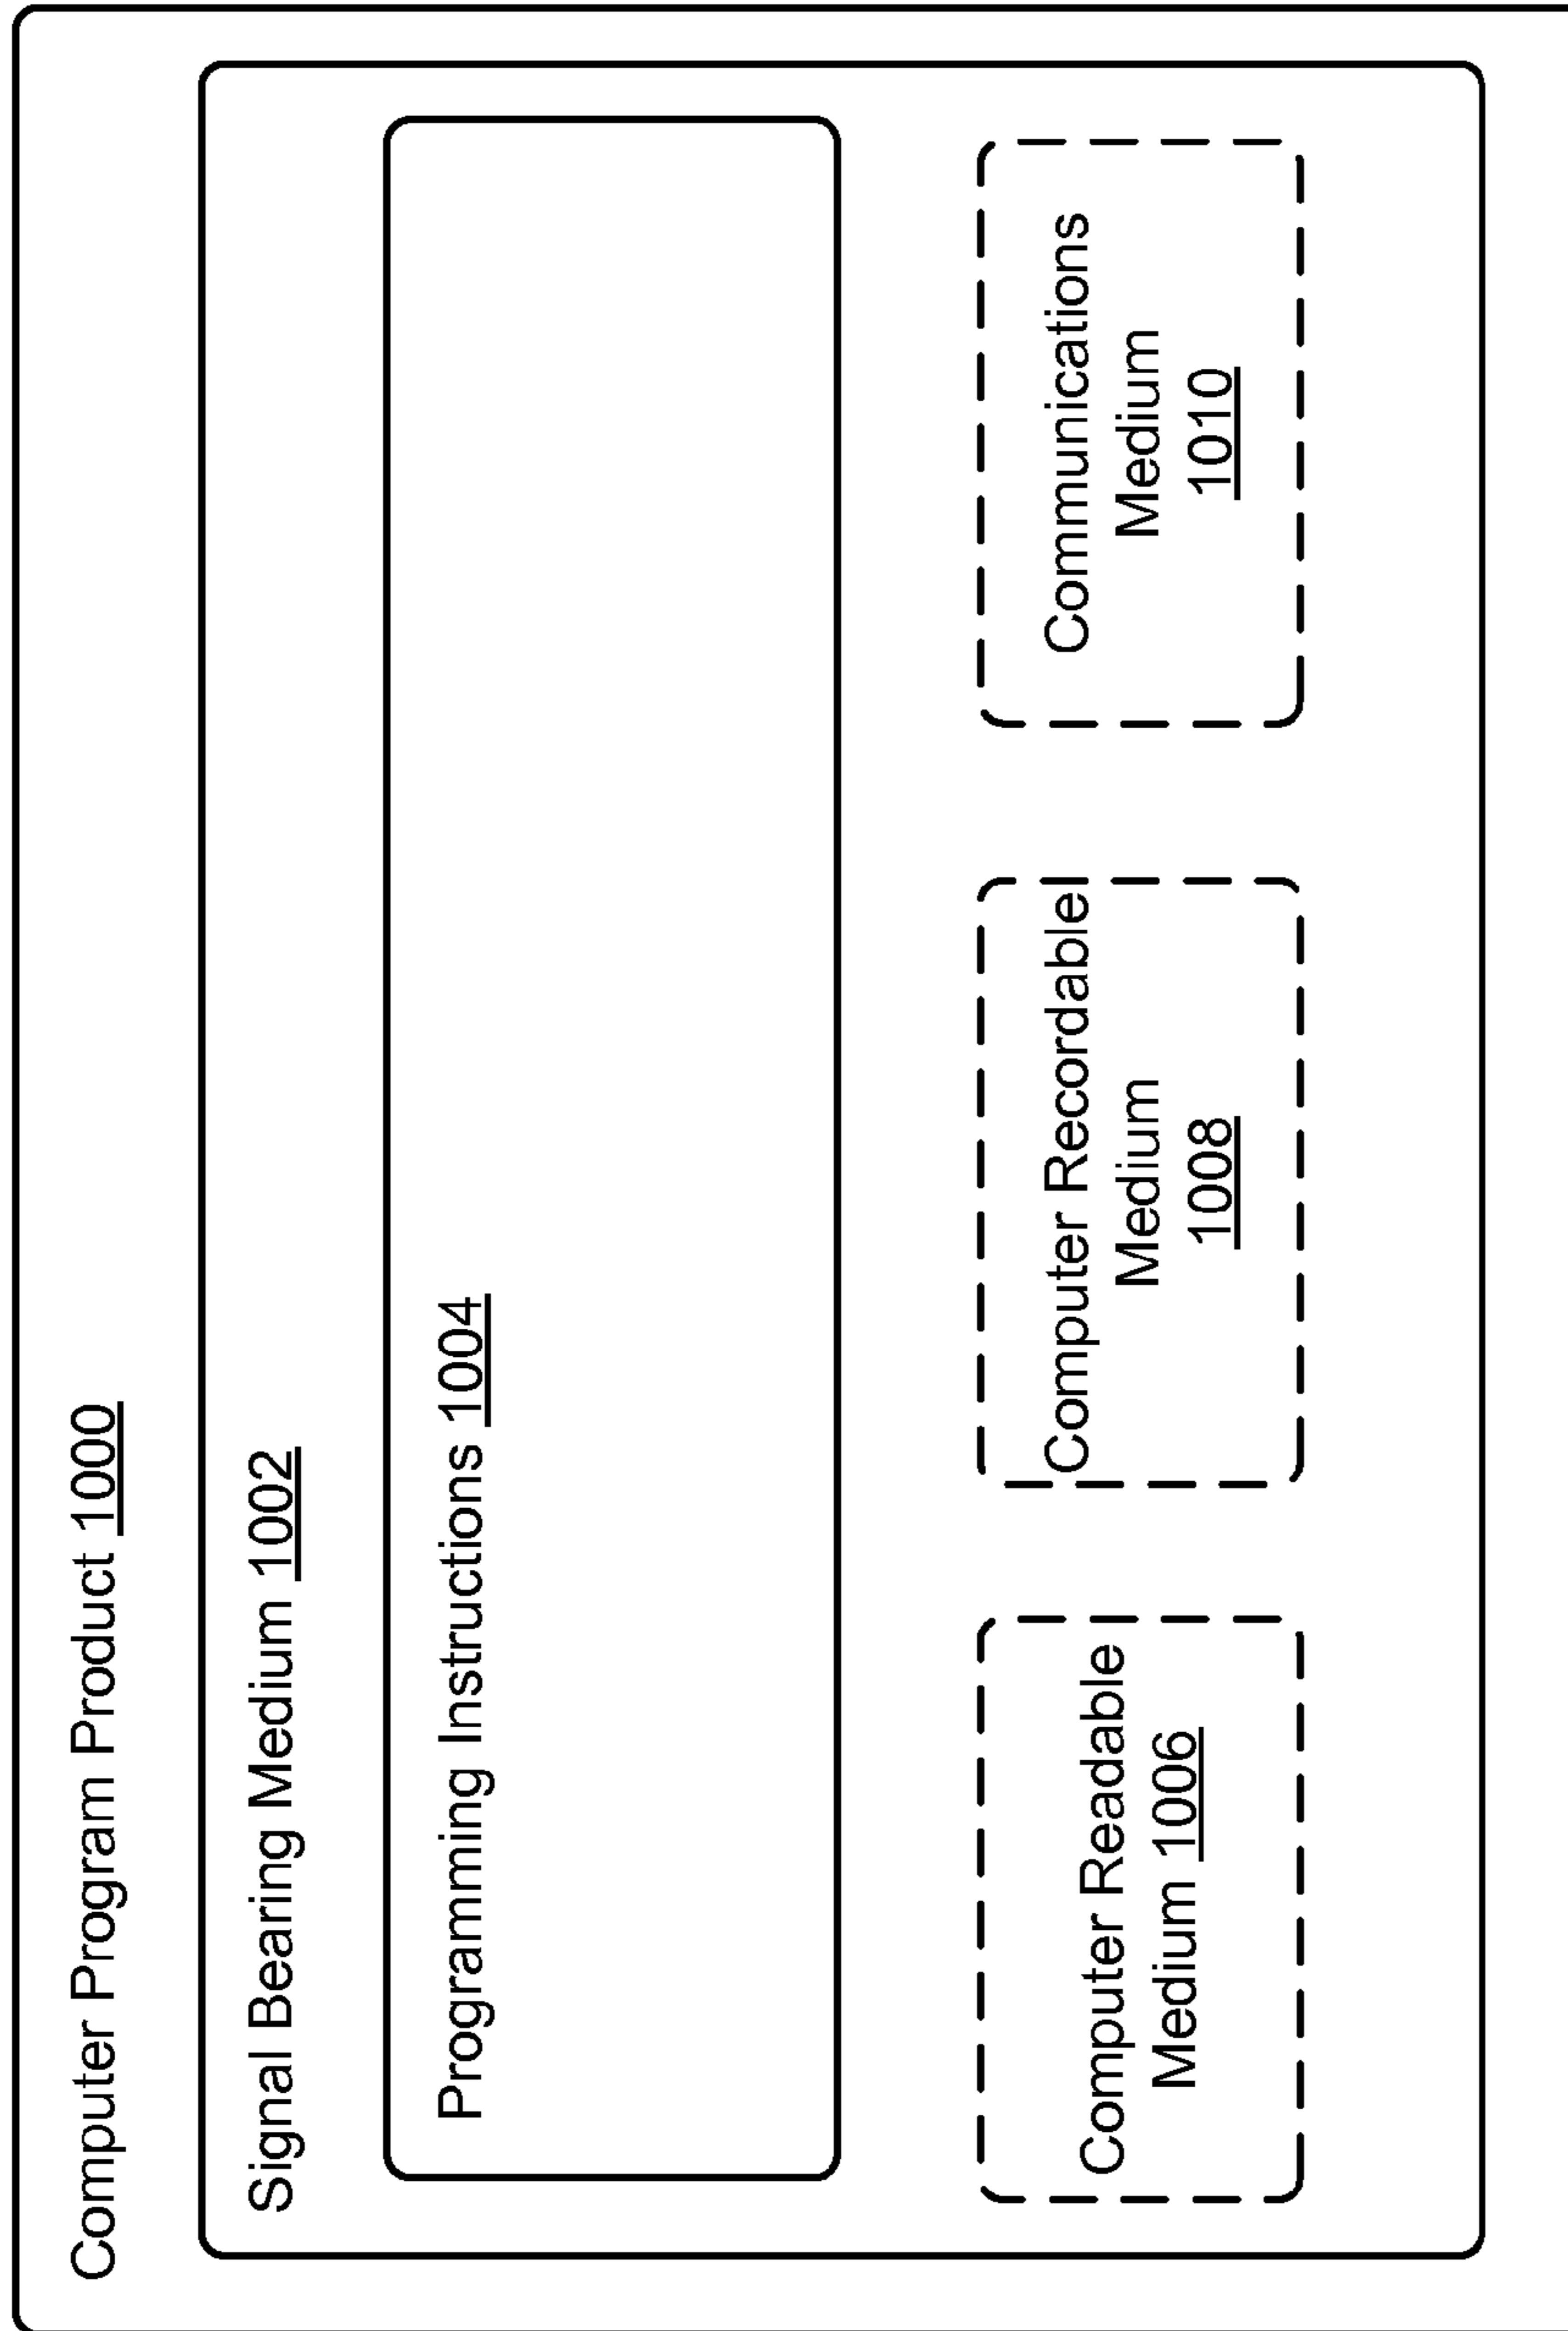 Computer Program Product 1000
Signal Bearing Medium 1002
Programming Instructions 1004
Computer Readable
Medium 1006
Computer Recordable
Medium
1008
Communications
Medium
1010